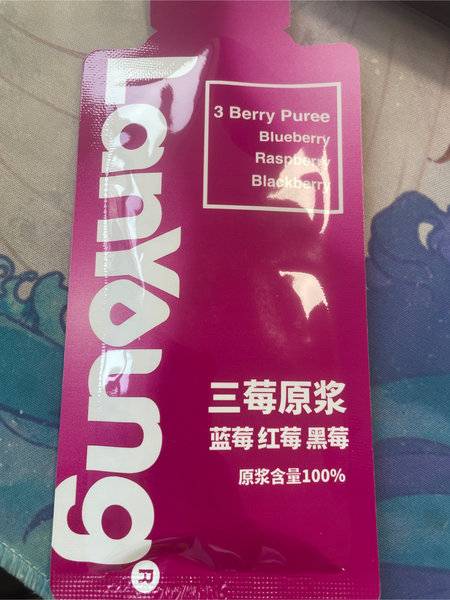 LanYoung®
3 Berry Puree
Blueberry
Raspberry
Blackberry
三莓原浆
蓝莓 红莓 黑莓
原浆含量100%